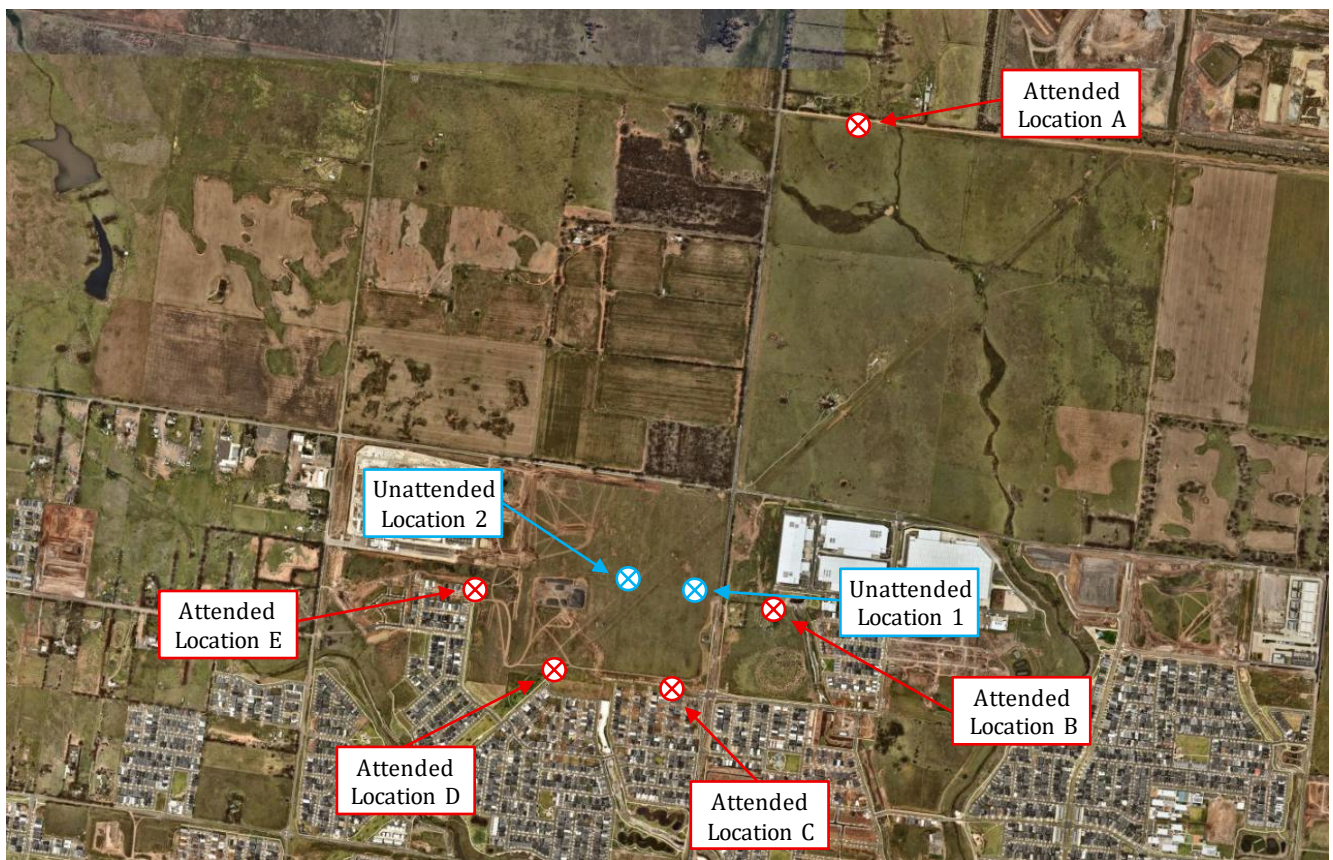 Attended
Location A
Unattended
Location 2
Unattended
Location 1
Attended
Location E
Attended
Location B
Attended
Location D
Attended
Location C